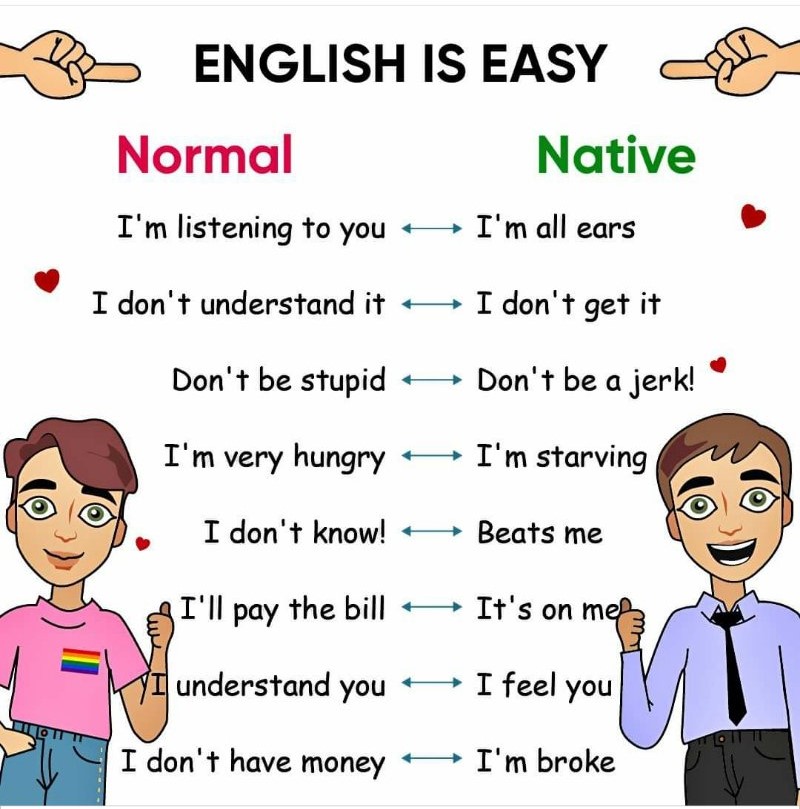 ENGLISH IS EASY
Normal Native
I'm listening to you I'm all ears
I don't understand it I don't get it
Don't be stupid Don't be a jerk!
I'm very hungry I'm starving
I don't know! Beats me
I'll pay the bill It's on me
I understand you I feel you
I don't have money I'm broke